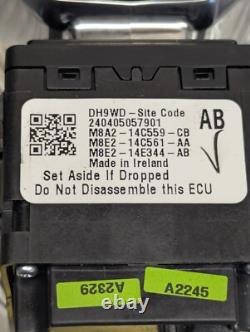 DH9WD-Site Code
240405057901
AB
M8A2-14C559-CB
M8E2-14C561-AA
M8E2-14E344-AB
Made in Ireland
Set Aside If Dropped
Do Not Disassemble this ECU
A2329
A2245
ebay